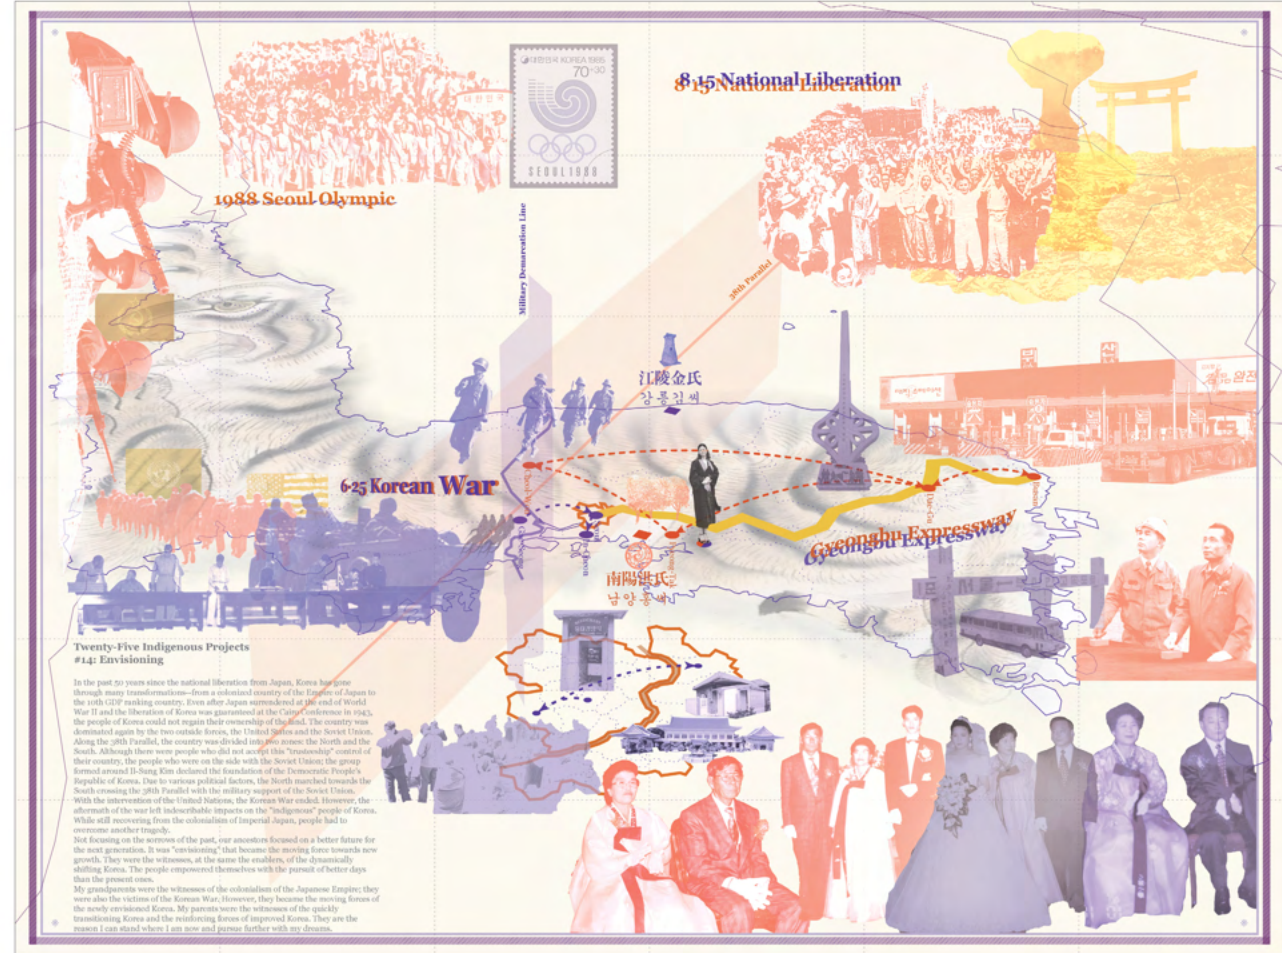 8·15 National Liberation
대한민국 KOREA 1985
70+30
SEOUL 1988
대한민국
1988 Seoul Olympic
Military Demarcation Line
38th Parallel
江陵金氏
강릉김씨
6·25 Korean War
Gyeongbu Expressway
南陽洪氏
남양홍씨
Twenty-Five Indigenous Projects
#14: Envisioning
In the past 50 years since the national liberation from Japan, Korea has gone
through many transformations—from a colonized country of the Empire of Japan to
the 10th GDP ranking country. Even after Japan surrendered at the end of World
War II and the liberation of Korea was guaranteed at the Cairo Conference in 1943,
the people of Korea could not regain their ownership of the land. The country was
dominated again by the two outside forces, the United States and the Soviet Union.
Along the 38th Parallel, the country was divided into two zones: the North and the
South. Although there were people who did not accept this "trusteeship" control of
their country, the people who were on the side with the Soviet Union; the group
formed around Il-Sung Kim declared the foundation of the Democratic People's
Republic of Korea. Due to various political factors, the North marched towards the
South crossing the 38th Parallel with the military support of the Soviet Union.
With the intervention of the United Nations, the Korean War ended. However, the
aftermath of the war left indescribable impacts on the "indigenous" people of Korea.
While still recovering from the colonialism of Imperial Japan, people had to
overcome another tragedy.
Not focusing on the sorrows of the past, our ancestors focused on a better future for
the next generation. It was "envisioning" that became the moving force towards new
growth. They were the witnesses, at the same the enablers, of the dynamically
shifting Korea. The people empowered themselves with the pursuit of better days
than the present ones.
My grandparents were the witnesses of the colonialism of the Japanese Empire; they
were also the victims of the Korean War; However, they became the moving forces of
the newly envisioned Korea. My parents were the witnesses of the quickly
transitioning Korea and the reinforcing forces of improved Korea. They are the
reason I can stand where I am now and pursue further with my dreams.